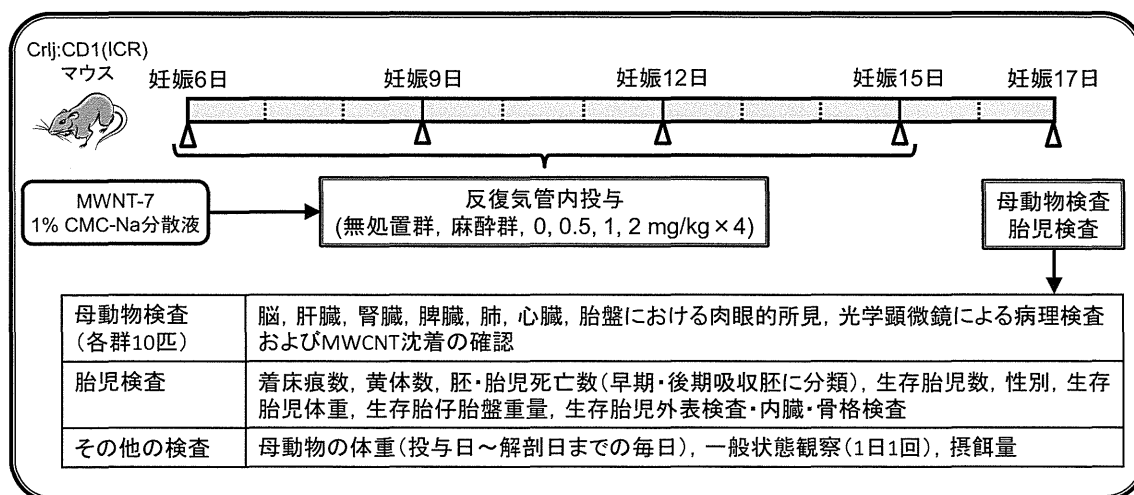 Crlj:CD1(ICR)
マウス
妊娠6日
妊娠9日
妊娠12日
妊娠15日
妊娠17日
MWNT-7
1% CMC-Na分散液
反復気管内投与
(無処置群, 麻酔群, 0, 0.5, 1, 2 mg/kg×4)
母動物検査
胎児検査
母動物検査
(各群10匹)
脳, 肝臓, 腎臓, 脾臓, 肺, 心臓, 胎盤における肉眼的所見, 光学顕微鏡による病理検査
およびMWCNT沈着の確認
胎児検査
着床痕数, 黄体数, 胚・胎児死亡数(早期・後期吸収胚に分類), 生存胎児数, 性別, 生存
胎児体重, 生存胎仔胎盤重量, 生存胎児外表検査・内臓・骨格検査
その他の検査
母動物の体重(投与日~解剖日までの毎日), 一般状態観察(1日1回), 摂餌量